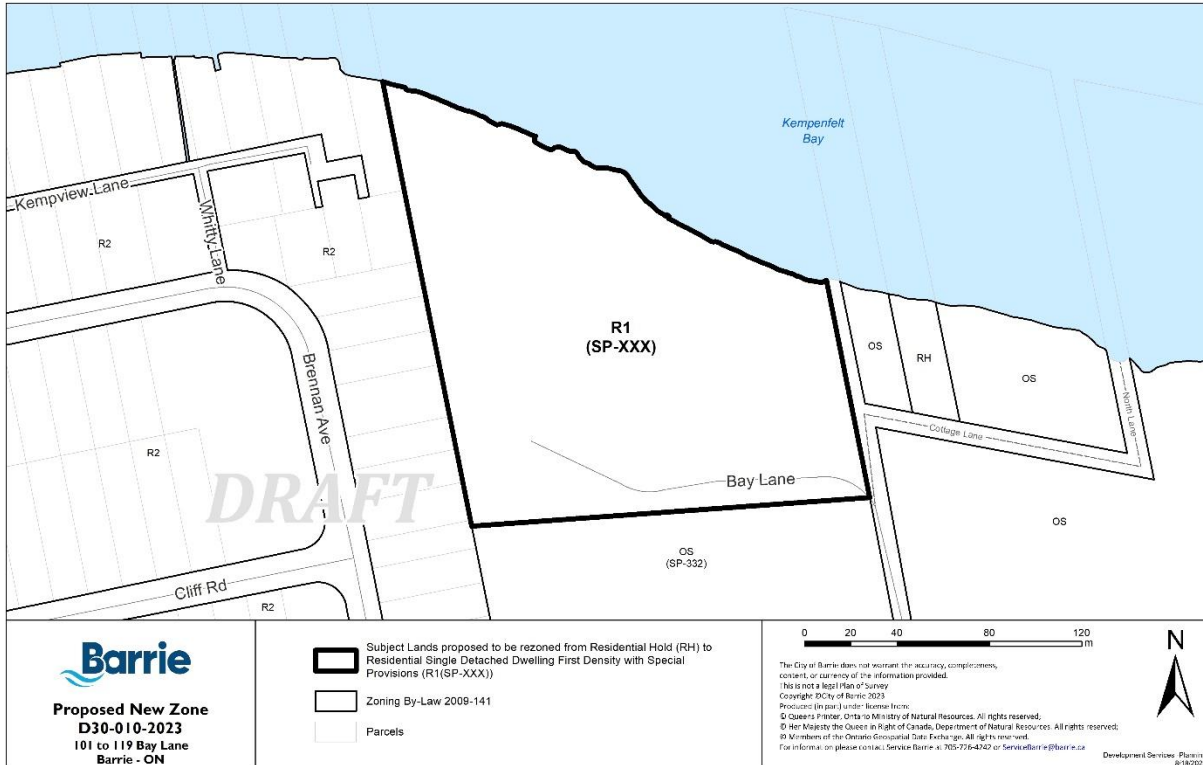 Kempenfelt
Bay
Kempview Lane
Whitty Lane
R2
R2
Brennan Ave
R1
(SP-XXX)
OS
RH
OS
North Lane
Cottage Lane
R2
Bay Lane
DRAFT
OS
OS
(SP-332)
Cliff Rd
R2
Barrie
Proposed New Zone
D30-010-2023
101 to 119 Bay Lane
Barrie - ON
Subject Lands proposed to be rezoned from Residential Hold (RH) to
Residential Single Detached Dwelling First Density with Special
Provisions (R1(SP-XXX))
Zoning By-Law 2009-141
Parcels
0 20 40 80 120
m
The City of Barrie does not warrant the accuracy, completeness,
content, or currency of the information provided.
This is not a legal Plan of Survey
Copyright ©City of Barrie 2023
Produced (in part) under license from:
© Queens Printer, Ontario Ministry of Natural Resources. All rights reserved;
© Her Majesty the Queen in Right of Canada, Department of Natural Resources. All rights reserved;
© Members of the Ontario Geospatial Data Exchange. All rights reserved.
For information please contact Service Barrie at 705-726-4242 or ServiceBarrie@barrie.ca
N
Development Services - Planning